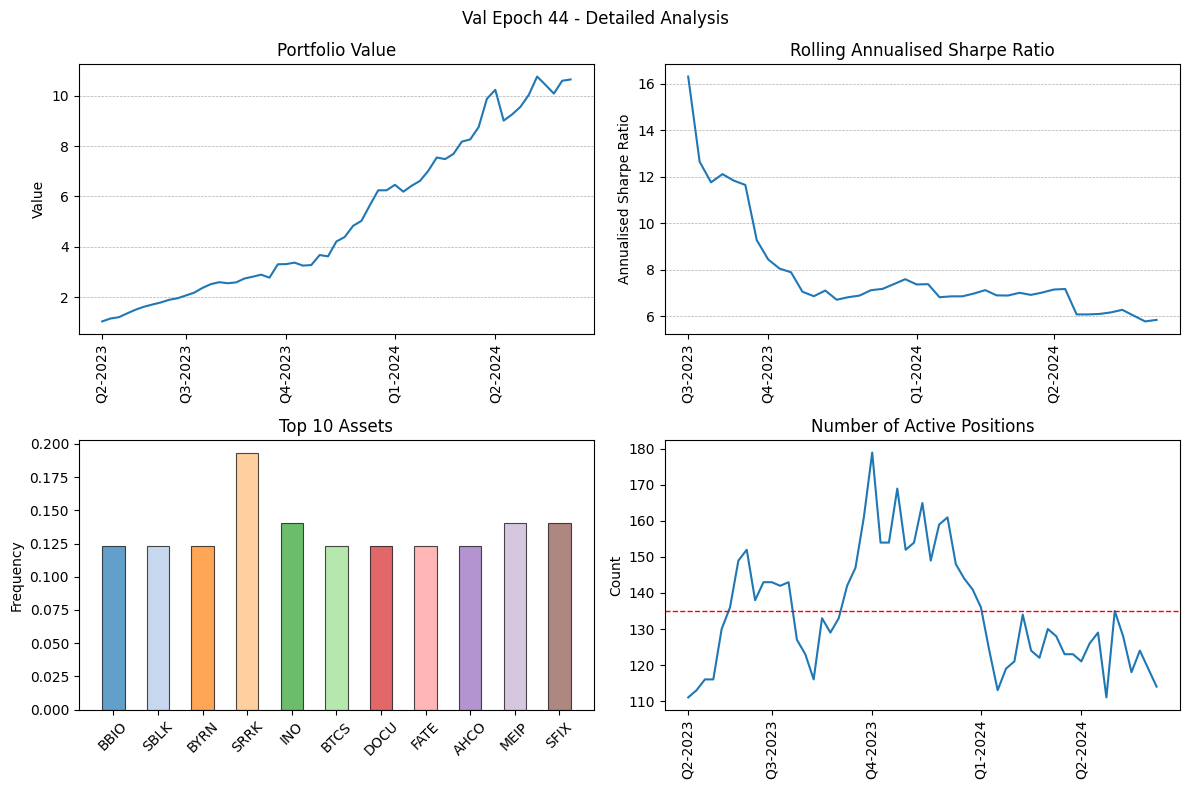 Val Epoch 44 - Detailed Analysis
Portfolio Value
Value
10
8
6
4
2
Q2-2023
Q3-2023
Q4-2023
Q1-2024
Q2-2024
Rolling Annualised Sharpe Ratio
Annualised Sharpe Ratio
16
14
12
10
8
6
Q3-2023
Q4-2023
Q1-2024
Q2-2024
Top 10 Assets
Frequency
0.200
0.175
0.150
0.125
0.100
0.075
0.050
0.025
0.000
BBIO
SBLK
BYRN
SRRK
INO
BTCS
DOCU
FATE
AHCO
MEIP
SFIX
Number of Active Positions
Count
180
170
160
150
140
130
120
110
Q2-2023
Q3-2023
Q4-2023
Q1-2024
Q2-2024